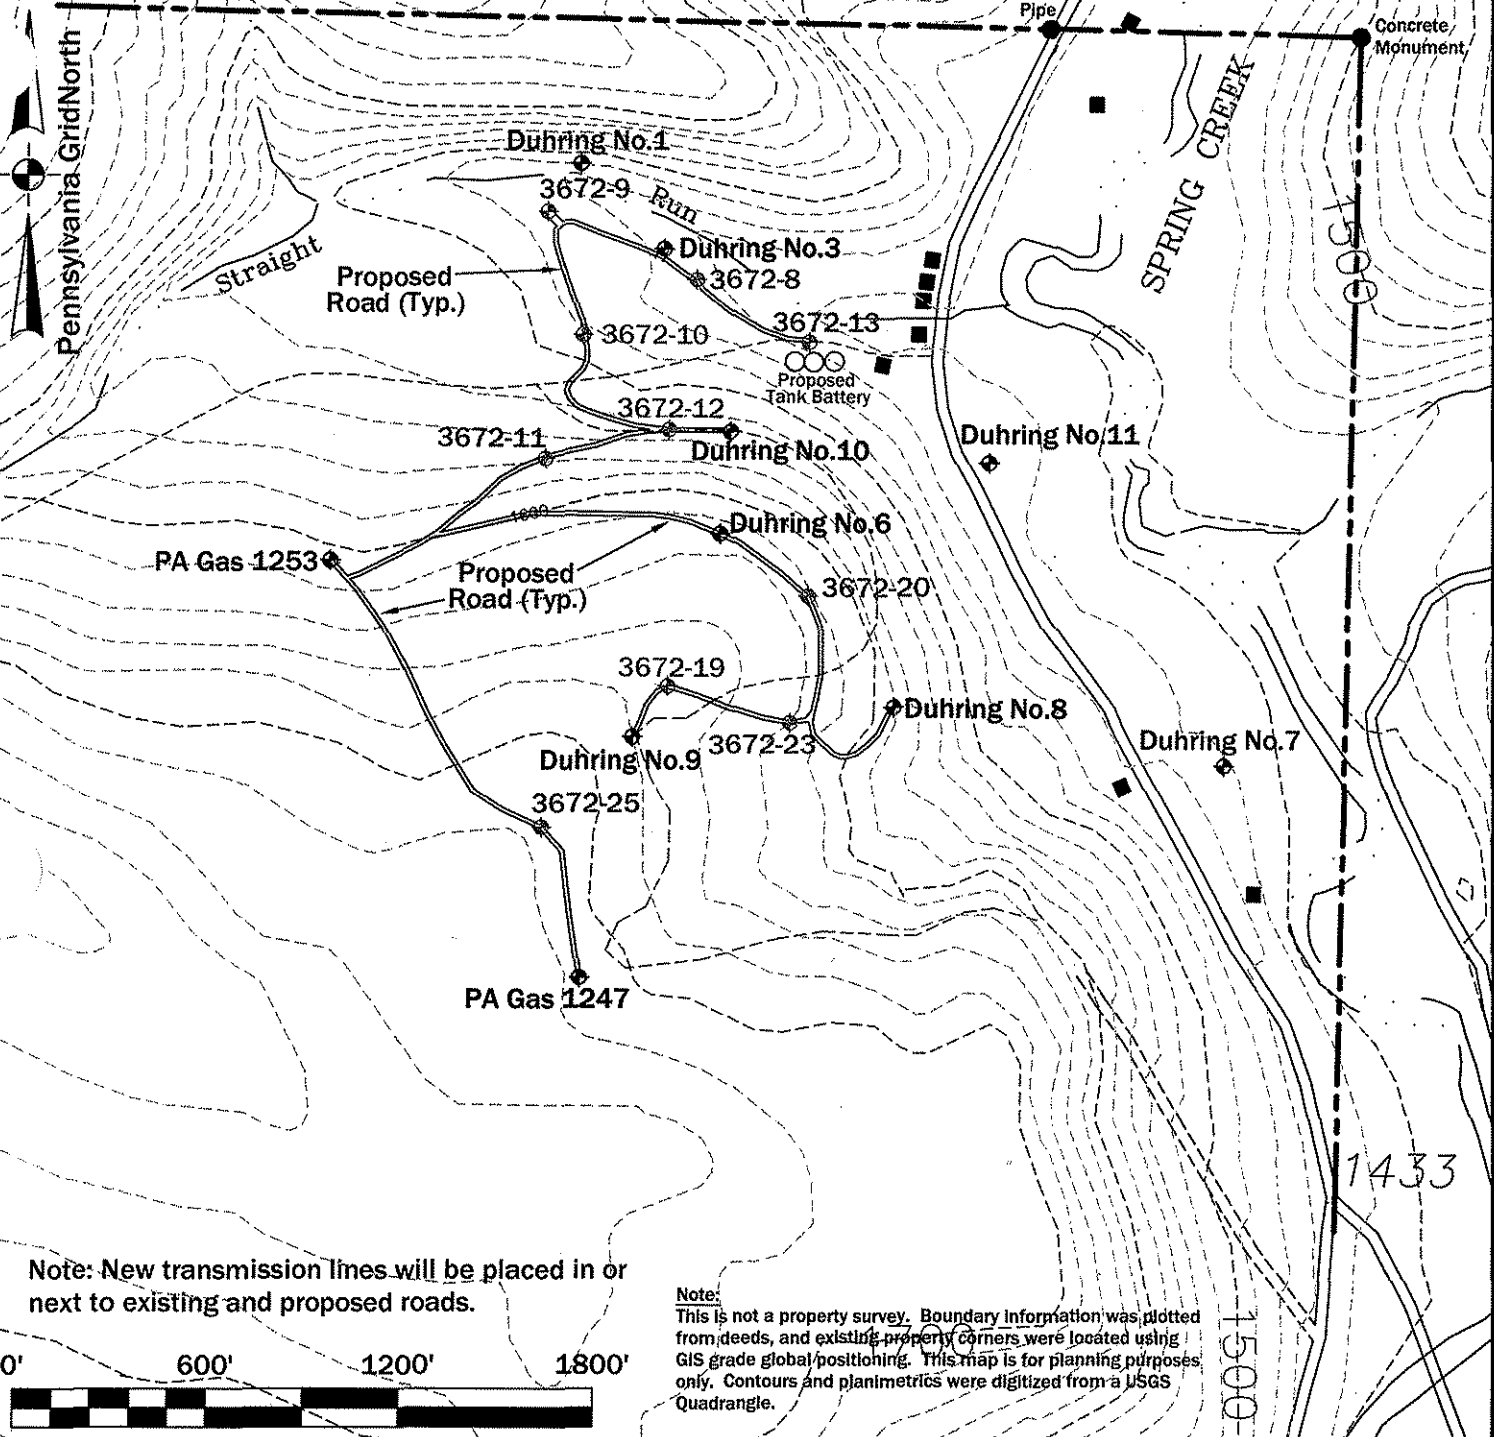 Pipe
Concrete
Monument
Pennsylvania GridNorth
SPRING CREEK
1500
Duhring No.1
3672-9
Run
Straight
Duhring No.3
Proposed
Road (Typ.)
3672-8
3672-10
3672-13
Proposed
Tank Battery
3672-12
3672-11
Duhring No.10
Duhring No.11
1600
Duhring No.6
PA Gas 1253
Proposed
Road (Typ.)
3672-20
3672-19
Duhring No.8
Duhring No.9
3672-23
Duhring No.7
3672-25
PA Gas 1247
1433
Note: New transmission lines will be placed in or
next to existing and proposed roads.
Note:
This is not a property survey. Boundary information was plotted
from deeds, and existing property corners were located using
GIS grade global positioning. This map is for planning purposes
only. Contours and planimetrics were digitized from a USGS
Quadrangle.
1700
1500
0'
600'
1200'
1800'